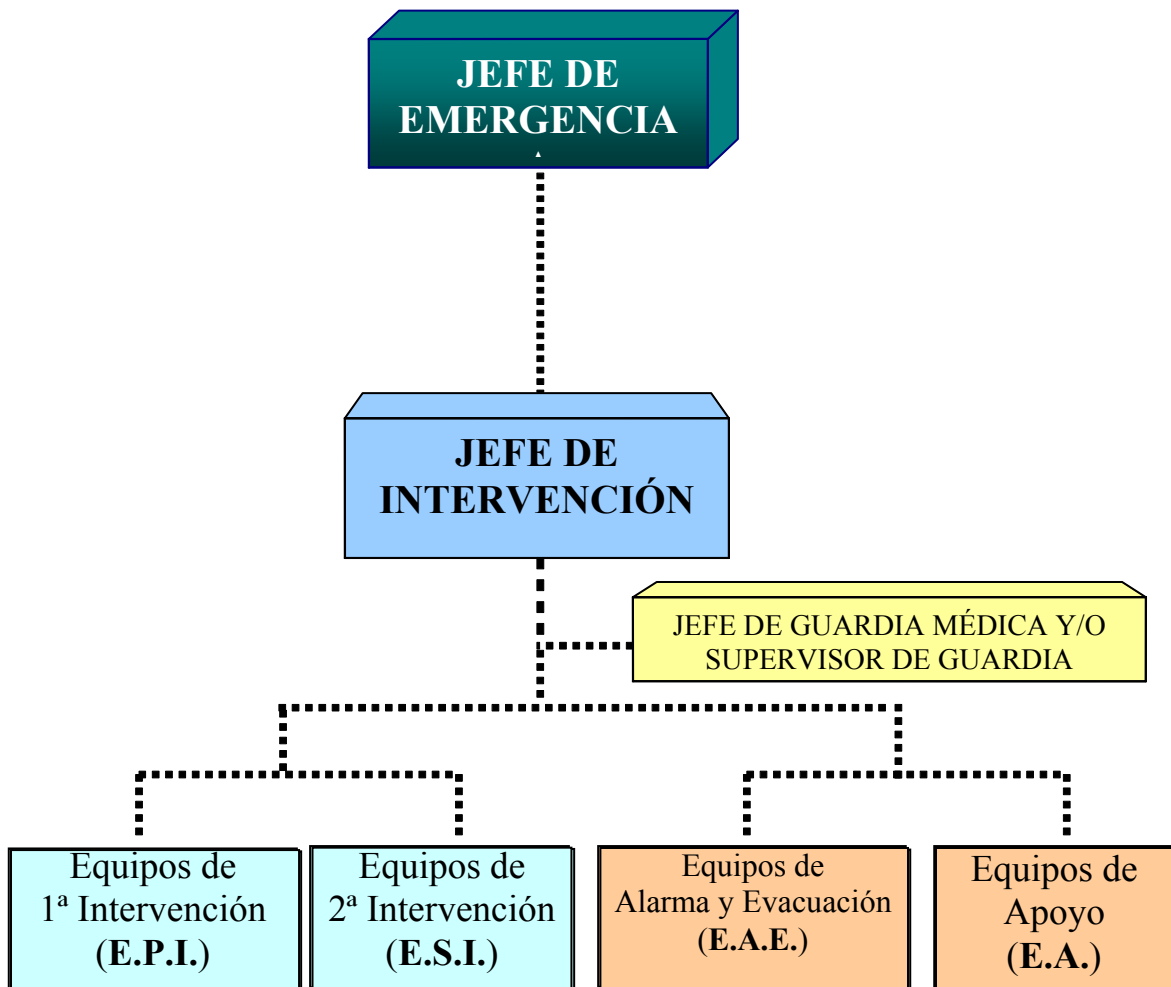 JEFE DE
EMERGENCIA
JEFE DE
INTERVENCIÓN
JEFE DE GUARDIA MÉDICA Y/O
SUPERVISOR DE GUARDIA
Equipos de
1ª Intervención
(E.P.I.)
Equipos de
2ª Intervención
(E.S.I.)
Equipos de
Alarma y Evacuación
(E.A.E.)
Equipos de
Apoyo
(E.A.)